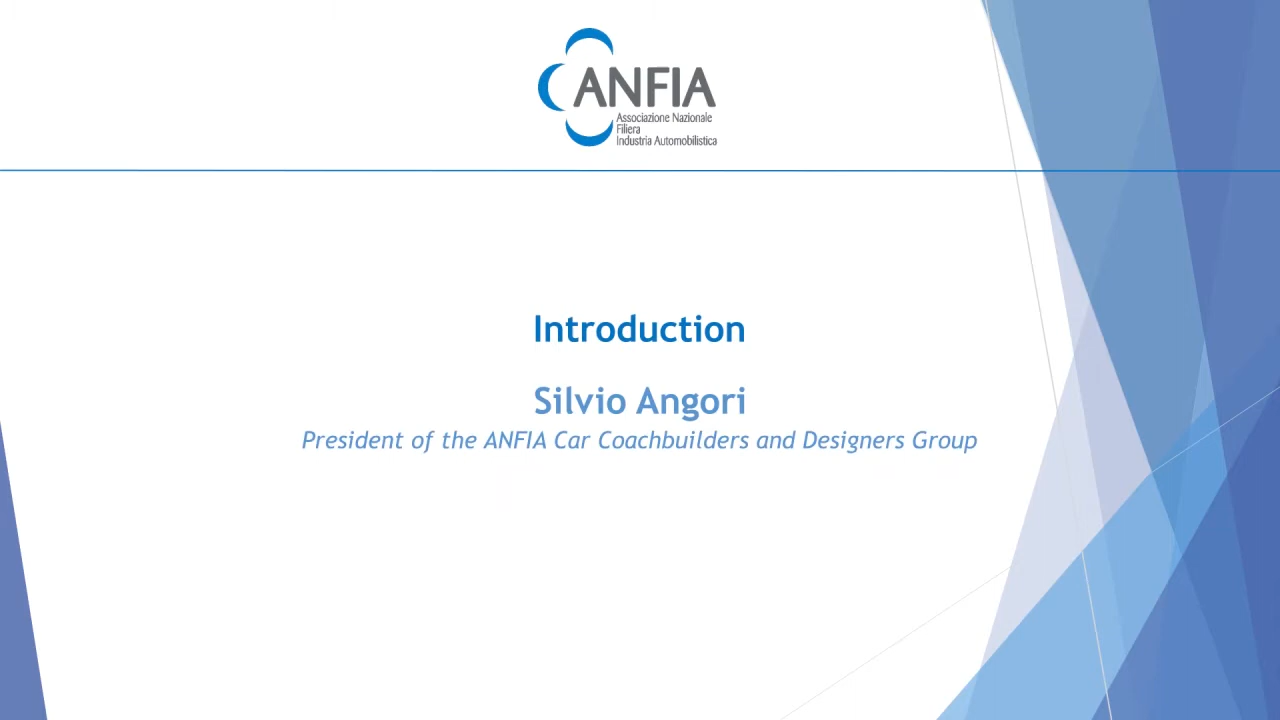 ANFIA
Associazione Nazionale
Filiera
Industria Automobilistica
Introduction
Silvio Angori
President of the ANFIA Car Coachbuilders and Designers Group